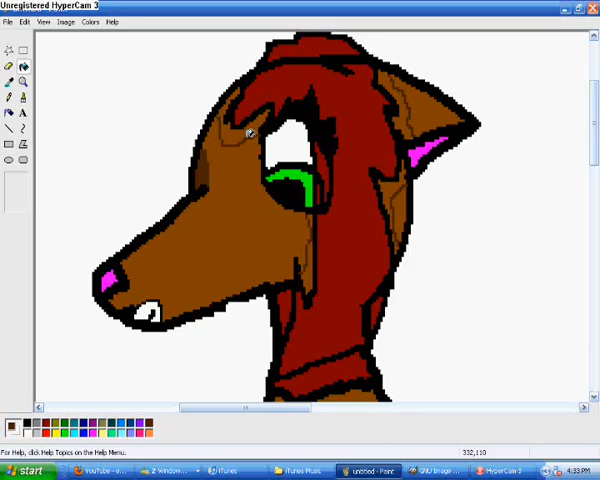 Unregistered HyperCam 3
File Edit View Image Colors Help
A
For Help, click Help Topics on the Help Menu.
332,110
start
YouTube - e...
2 Window...
iTunes
iTunes Music
untitled - Paint
GNU Image ...
HyperCam 3
4:33 PM